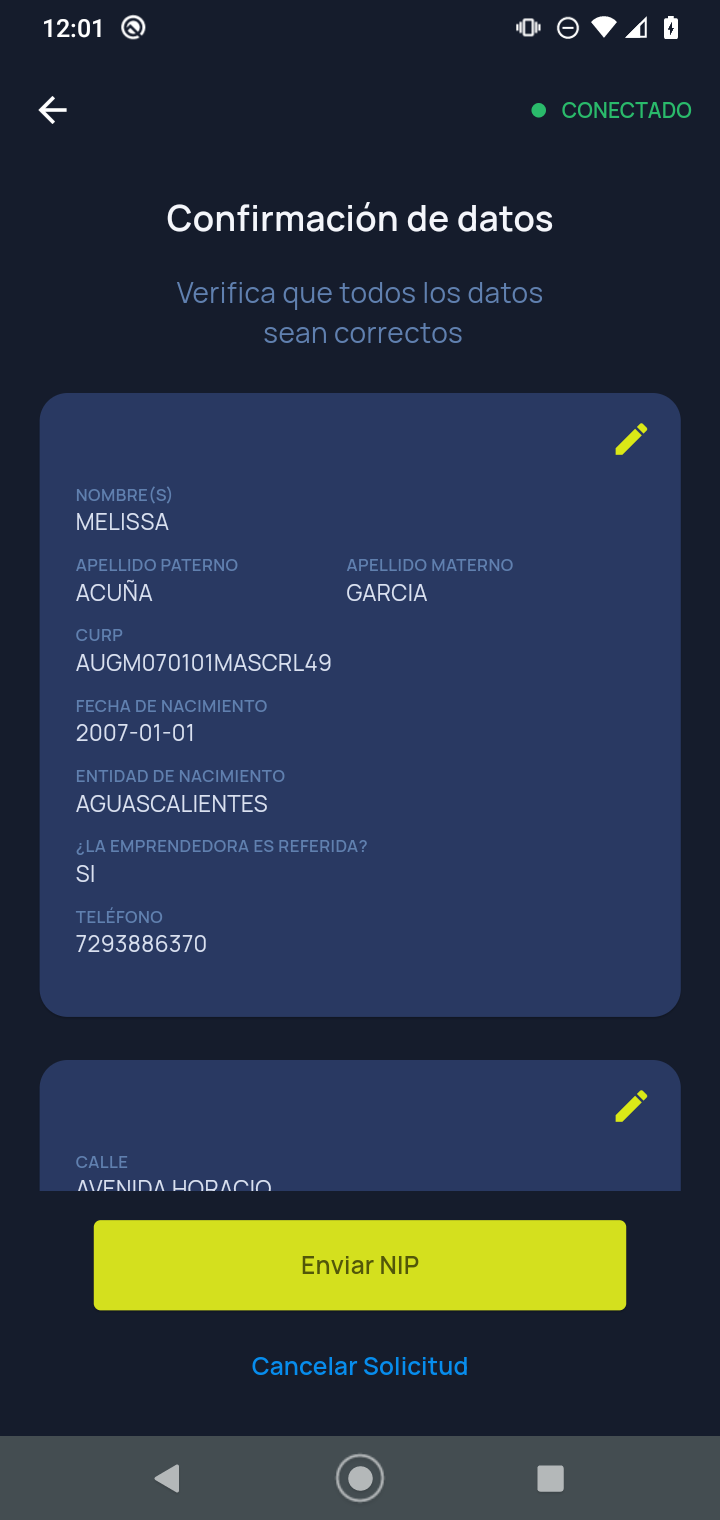 12:01
CONECTADO
Confirmación de datos
Verifica que todos los datos
sean correctos
NOMBRE(S)
MELISSA
APELLIDO PATERNO APELLIDO MATERNO
ACUÑA GARCIA
CURP
AUGM070101MASCRL49
FECHA DE NACIMIENTO
2007-01-01
ENTIDAD DE NACIMIENTO
AGUASCALIENTES
¿LA EMPRENDEDORA ES REFERIDA?
SI
TELÉFONO
7293886370
CALLE
AVENIDA HORACIO
Enviar NIP
Cancelar Solicitud